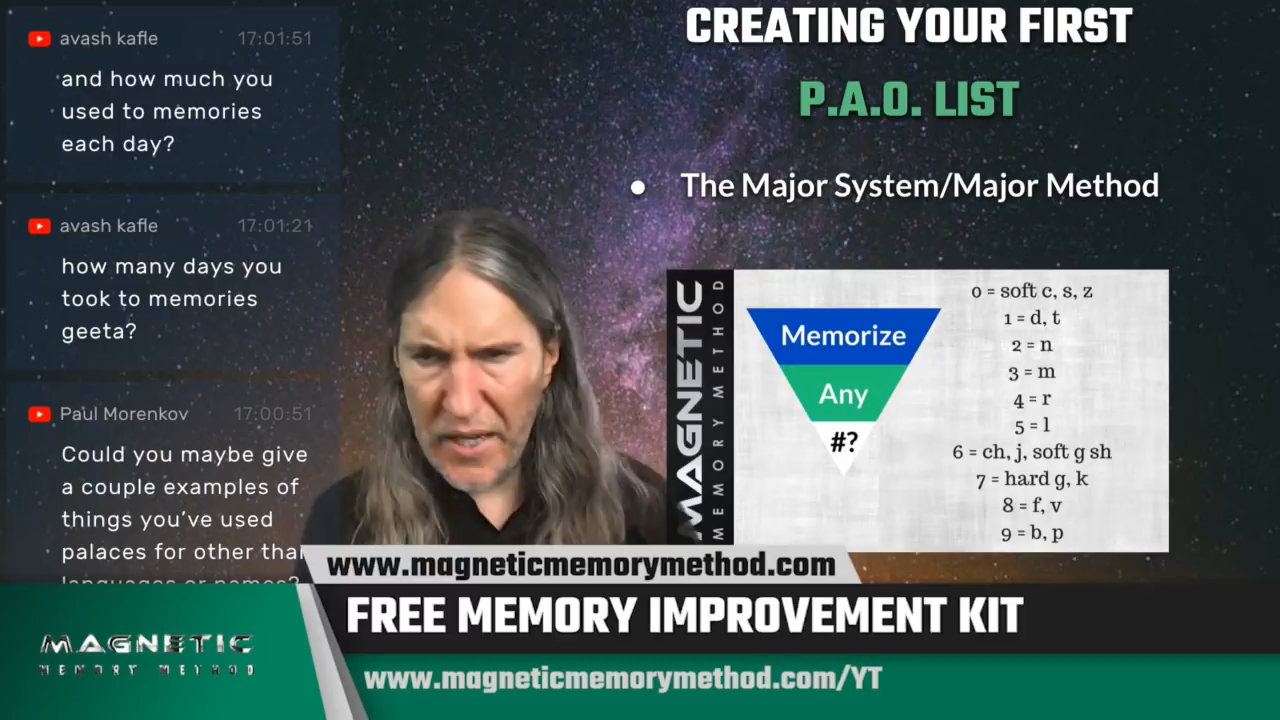 avash kafle 17:01:51
and how much you
used to memories
each day?
avash kafle 17:01:21
how many days you
took to memories
geeta?
Paul Morenkov 17:00:51
Could you maybe give
a couple examples of
things you've used
palaces for other than
languages or names?
CREATING YOUR FIRST
P.A.O. LIST
• The Major System/Major Method
MAGNETIC
MEMORY METHOD
Memorize
Any
#?
0 = soft c, s, z
1 = d, t
2 = n
3 = m
4 = r
5 = l
6 = ch, j, soft g sh
7 = hard g, k
8 = f, v
9 = b, p
www.magneticmemorymethod.com
FREE MEMORY IMPROVEMENT KIT
www.magneticmemorymethod.com/YT
MAGNETIC
MEMORY METHOD